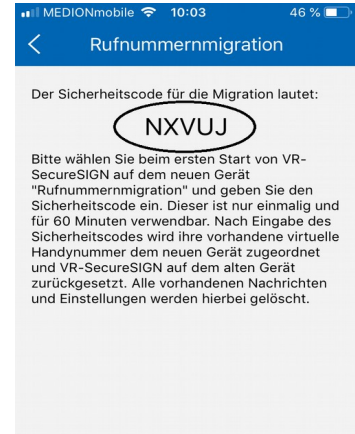 MEDIONmobile 10:03 46 %
Rufnummernmigration
Der Sicherheitscode für die Migration lautet:
NXVUJ
Bitte wählen Sie beim ersten Start von VR-
SecureSIGN auf dem neuen Gerät
"Rufnummernmigration" und geben Sie den
Sicherheitscode ein. Dieser ist nur einmalig und
für 60 Minuten verwendbar. Nach Eingabe des
Sicherheitscodes wird ihre vorhandene virtuelle
Handynummer dem neuen Gerät zugeordnet
und VR-SecureSIGN auf dem alten Gerät
zurückgesetzt. Alle vorhandenen Nachrichten
und Einstellungen werden hierbei gelöscht.